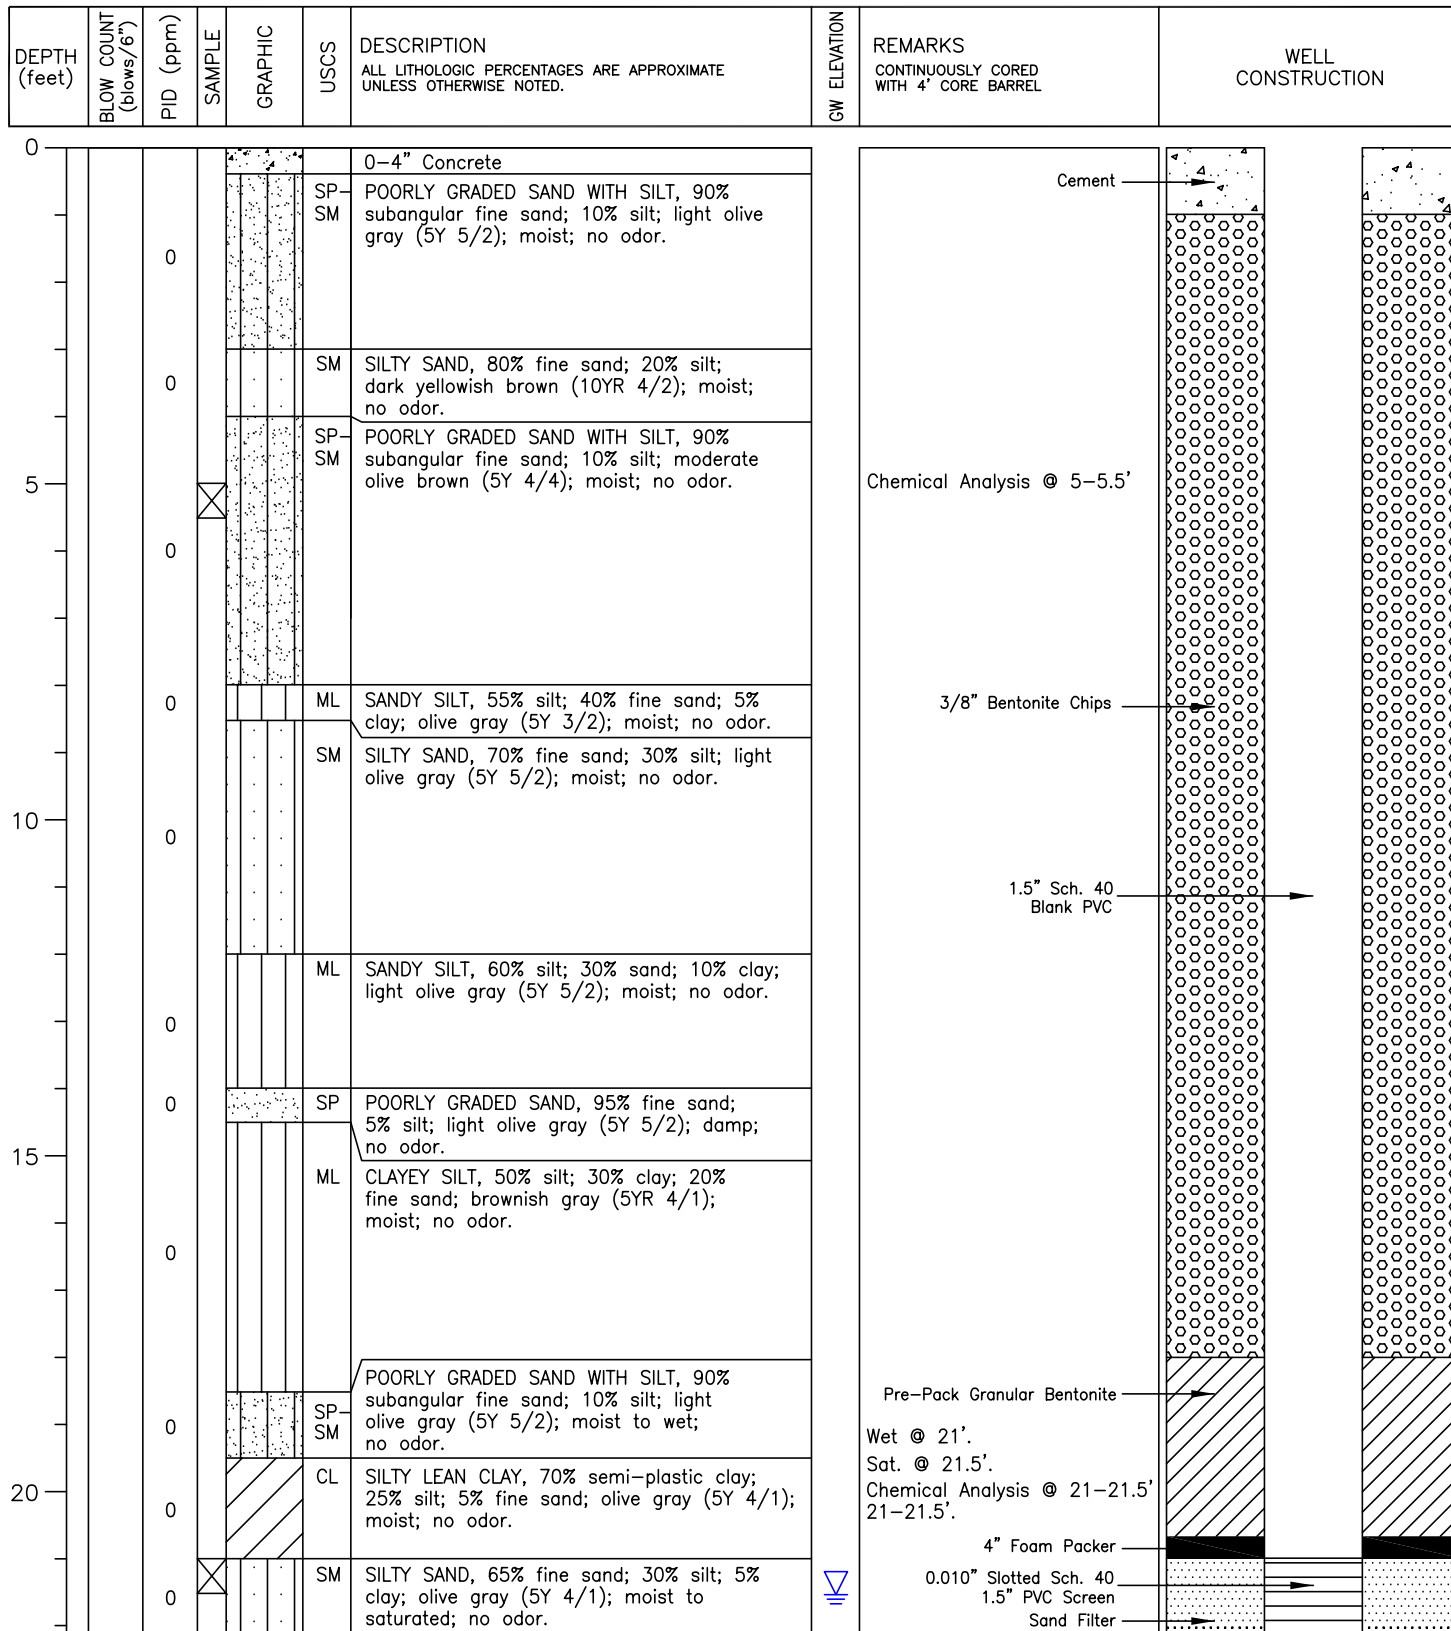 DEPTH
(feet)
BLOW COUNT
(blows/6")
PID (ppm)
SAMPLE
GRAPHIC
USCS
DESCRIPTION
ALL LITHOLOGIC PERCENTAGES ARE APPROXIMATE
UNLESS OTHERWISE NOTED.
GW ELEVATION
REMARKS
CONTINUOUSLY CORED
WITH 4' CORE BARREL
WELL
CONSTRUCTION
0
0-4" Concrete
SP-
SM
POORLY GRADED SAND WITH SILT, 90%
subangular fine sand; 10% silt; light olive
gray (5Y 5/2); moist; no odor.
Cement
0
SM
SILTY SAND, 80% fine sand; 20% silt;
dark yellowish brown (10YR 4/2); moist;
no odor.
0
SP-
SM
POORLY GRADED SAND WITH SILT, 90%
subangular fine sand; 10% silt; moderate
olive brown (5Y 4/4); moist; no odor.
5
Chemical Analysis @ 5-5.5'
0
0
ML
SANDY SILT, 55% silt; 40% fine sand; 5%
clay; olive gray (5Y 3/2); moist; no odor.
3/8" Bentonite Chips
SM
SILTY SAND, 70% fine sand; 30% silt; light
olive gray (5Y 5/2); moist; no odor.
10
0
1.5" Sch. 40
Blank PVC
ML
SANDY SILT, 60% silt; 30% sand; 10% clay;
light olive gray (5Y 5/2); moist; no odor.
0
0
SP
POORLY GRADED SAND, 95% fine sand;
5% silt; light olive gray (5Y 5/2); damp;
no odor.
15
ML
CLAYEY SILT, 50% silt; 30% clay; 20%
fine sand; brownish gray (5YR 4/1);
moist; no odor.
0
SP-
SM
POORLY GRADED SAND WITH SILT, 90%
subangular fine sand; 10% silt; light
olive gray (5Y 5/2); moist to wet;
no odor.
0
Pre-Pack Granular Bentonite
Wet @ 21'.
Sat. @ 21.5'.
Chemical Analysis @ 21-21.5'
21-21.5'.
CL
SILTY LEAN CLAY, 70% semi-plastic clay;
25% silt; 5% fine sand; olive gray (5Y 4/1);
moist; no odor.
20
0
4" Foam Packer
SM
SILTY SAND, 65% fine sand; 30% silt; 5%
clay; olive gray (5Y 4/1); moist to
saturated; no odor.
0
0.010" Slotted Sch. 40
1.5" PVC Screen
Sand Filter